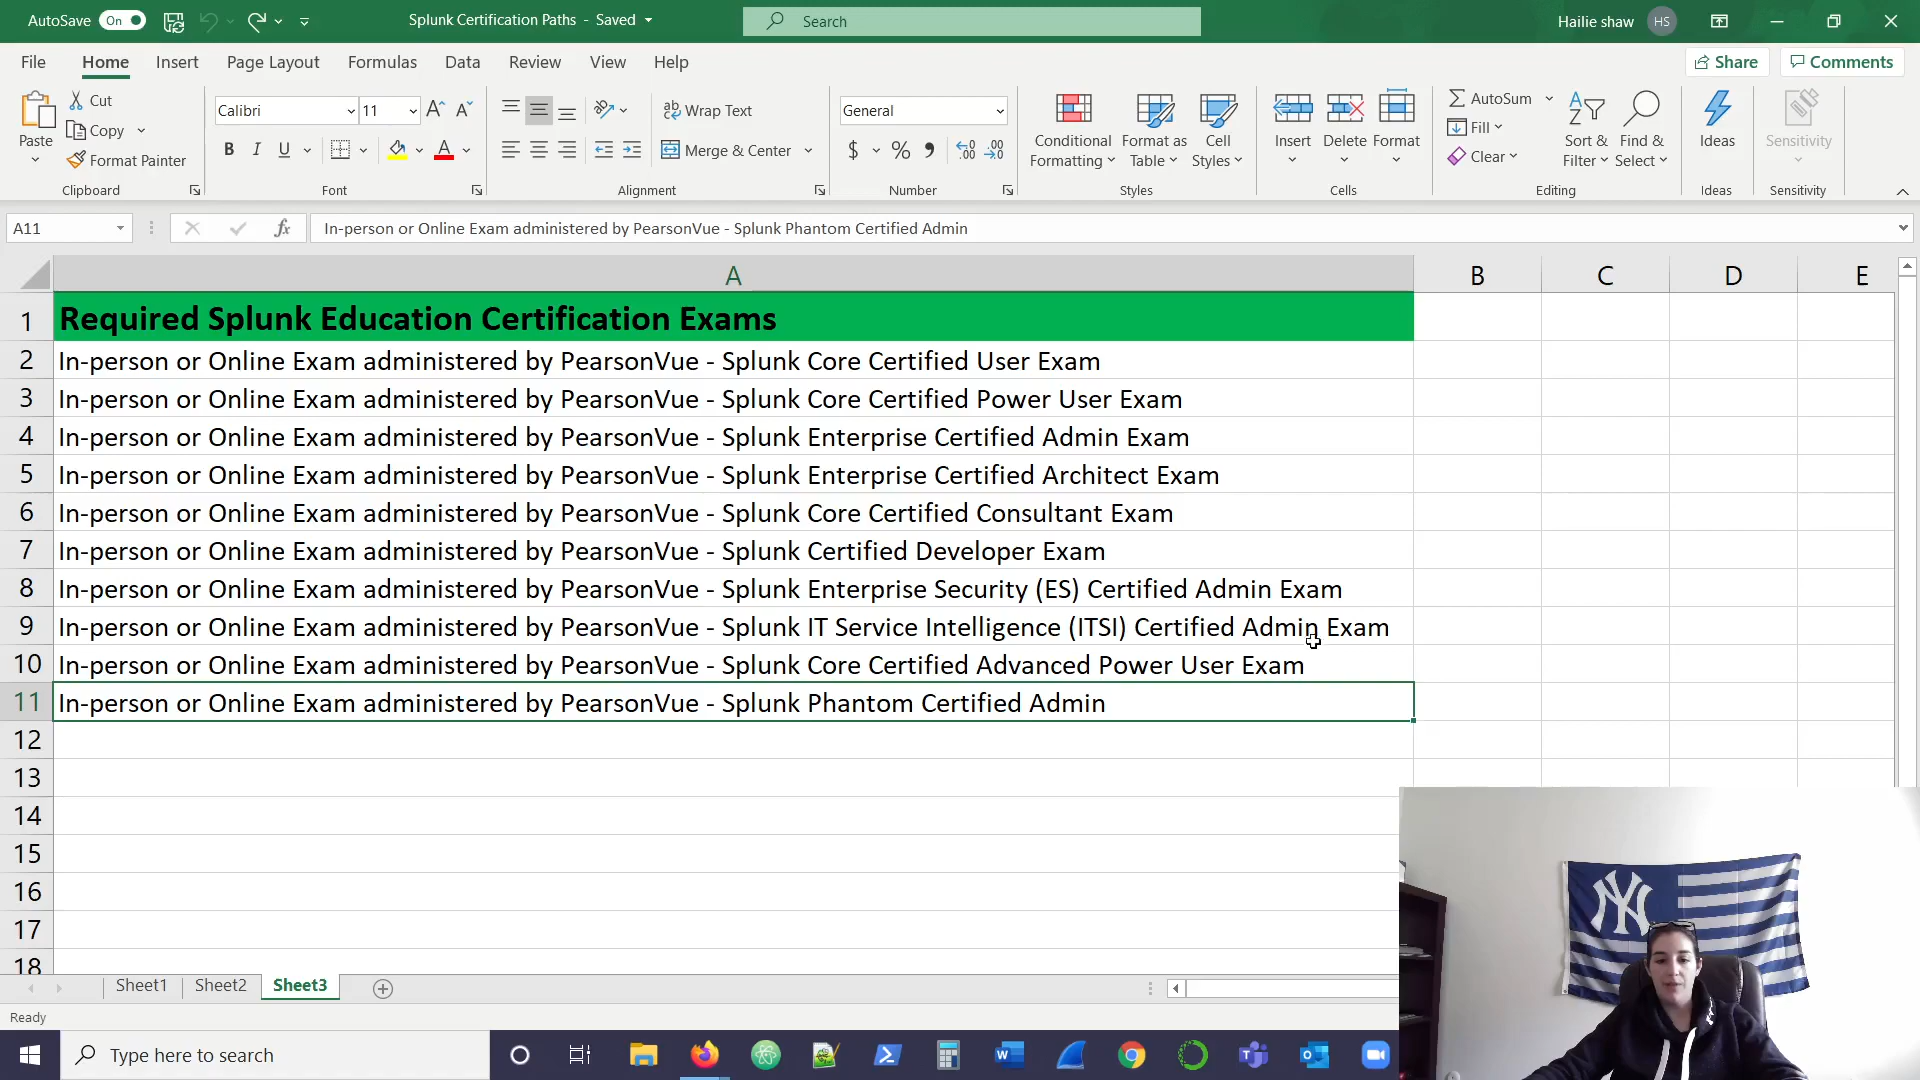 AutoSave On
Splunk Certification Paths - Saved
Search
Hailie shaw HS
File Home Insert Page Layout Formulas Data Review View Help
Share Comments
Paste
Cut
Copy
Format Painter
Clipboard
Calibri 11
A A
B I U A
Font
Wrap Text
Merge & Center
Alignment
General
$ % 9
Number
Conditional Formatting
Format as Table
Cell Styles
Styles
Insert Delete Format
Cells
AutoSum
Fill
Clear
Sort & Filter
Find & Select
Editing
Ideas
Ideas
Sensitivity
Sensitivity
A11
fx
In-person or Online Exam administered by PearsonVue - Splunk Phantom Certified Admin
A B C D E
1 Required Splunk Education Certification Exams
2 In-person or Online Exam administered by PearsonVue - Splunk Core Certified User Exam
3 In-person or Online Exam administered by PearsonVue - Splunk Core Certified Power User Exam
4 In-person or Online Exam administered by PearsonVue - Splunk Enterprise Certified Admin Exam
5 In-person or Online Exam administered by PearsonVue - Splunk Enterprise Certified Architect Exam
6 In-person or Online Exam administered by PearsonVue - Splunk Core Certified Consultant Exam
7 In-person or Online Exam administered by PearsonVue - Splunk Certified Developer Exam
8 In-person or Online Exam administered by PearsonVue - Splunk Enterprise Security (ES) Certified Admin Exam
9 In-person or Online Exam administered by PearsonVue - Splunk IT Service Intelligence (ITSI) Certified Admin Exam
10 In-person or Online Exam administered by PearsonVue - Splunk Core Certified Advanced Power User Exam
11 In-person or Online Exam administered by PearsonVue - Splunk Phantom Certified Admin
12
13
14
15
16
17
18
NY
Sheet1 Sheet2 Sheet3
Ready
Type here to search